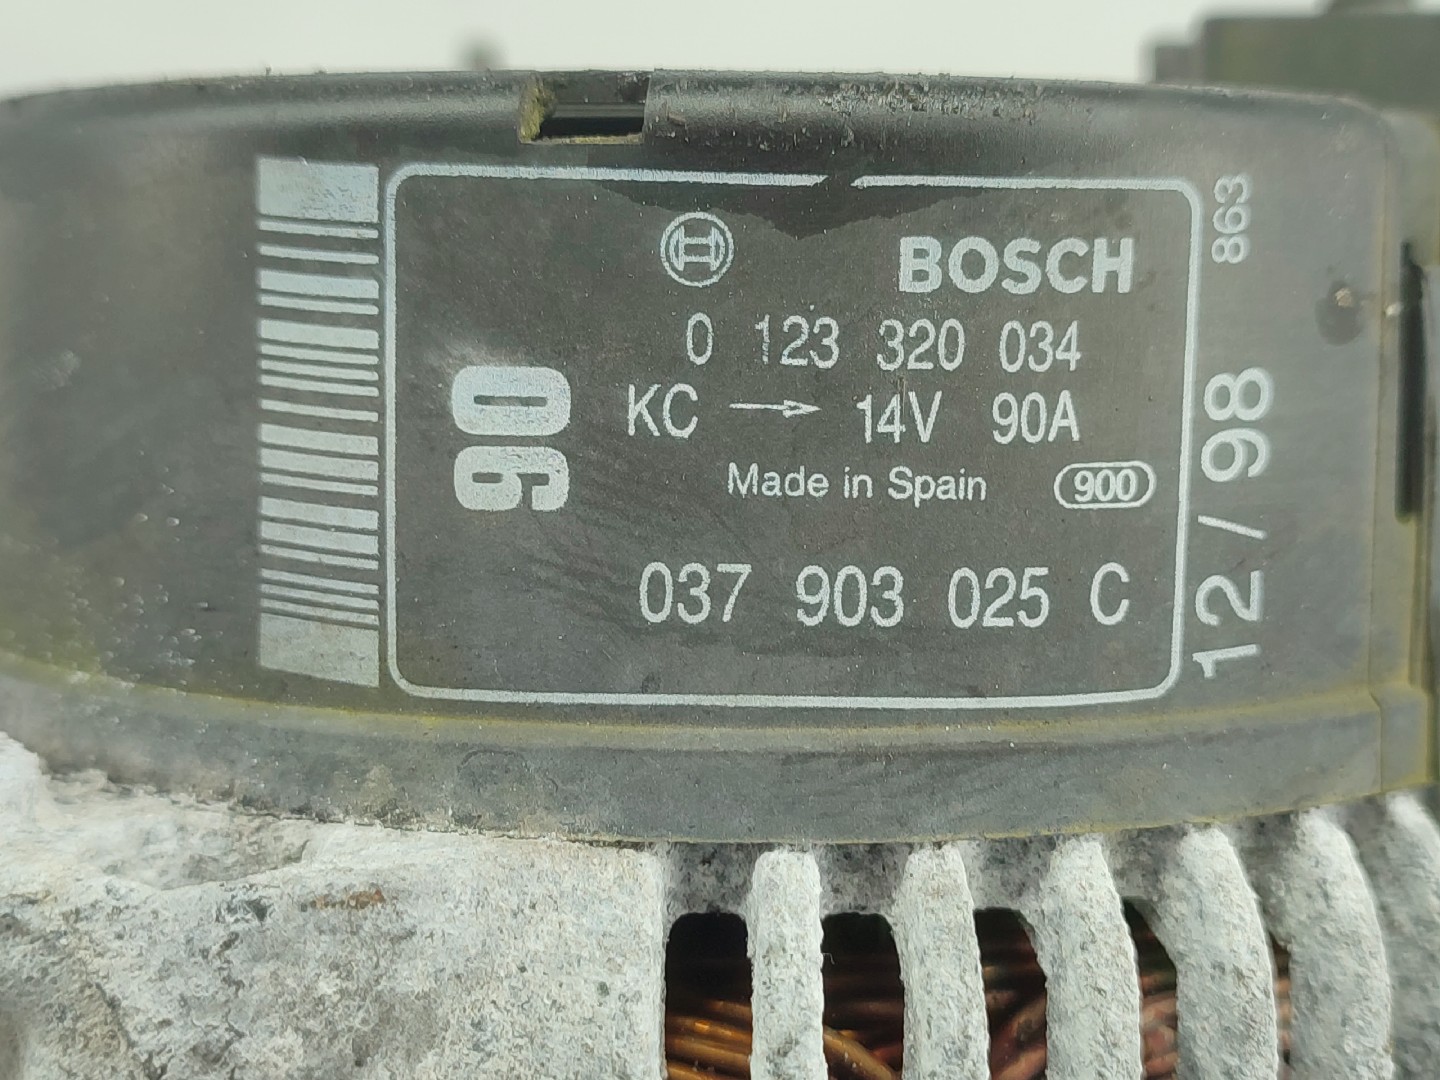 BOSCH
0 123 320 034
KC → 14V 90A
Made in Spain 900
037 903 025 C
90
12/98
863